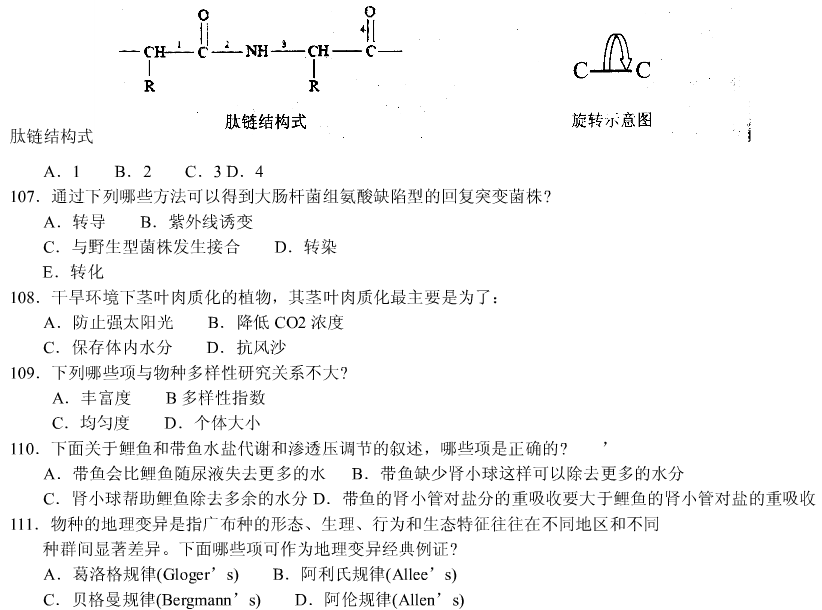 O O
—CH 1 C 2 NH 3 CH — C— 4
R R
C—C
肽链结构式 旋转示意图
肽链结构式
A．1 B．2 C．3 D．4
107．通过下列哪些方法可以得到大肠杆菌组氨酸缺陷型的回复突变菌株？
A．转导 B．紫外线诱变
C．与野生型菌株发生接合 D．转染
E．转化
108．干旱环境下茎叶肉质化的植物，其茎叶肉质化最主要是为了：
A．防止强太阳光 B．降低 CO2 浓度
C．保存体内水分 D．抗风沙
109．下列哪些项与物种多样性研究关系不大？
A．丰富度 B 多样性指数
C．均匀度 D．个体大小
110．下面关于鲤鱼和带鱼水盐代谢和渗透压调节的叙述，哪些项是正确的？ ’
A．带鱼会比鲤鱼随尿液失去更多的水 B．带鱼缺少肾小球这样可以除去更多的水分
C．肾小球帮助鲤鱼除去多余的水分 D．带鱼的肾小管对盐分的重吸收要大于鲤鱼的肾小管对盐的重吸收
111．物种的地理变异是指广布种的形态、生理、行为和生态特征往往在不同地区和不同
种群间显著差异。下面哪些项可作为地理变异经典例证？
A．葛洛格规律(Gloger’s) B．阿利氏规律(Allee’s)
C．贝格曼规律(Bergmann’s) D．阿伦规律(Allen’s)